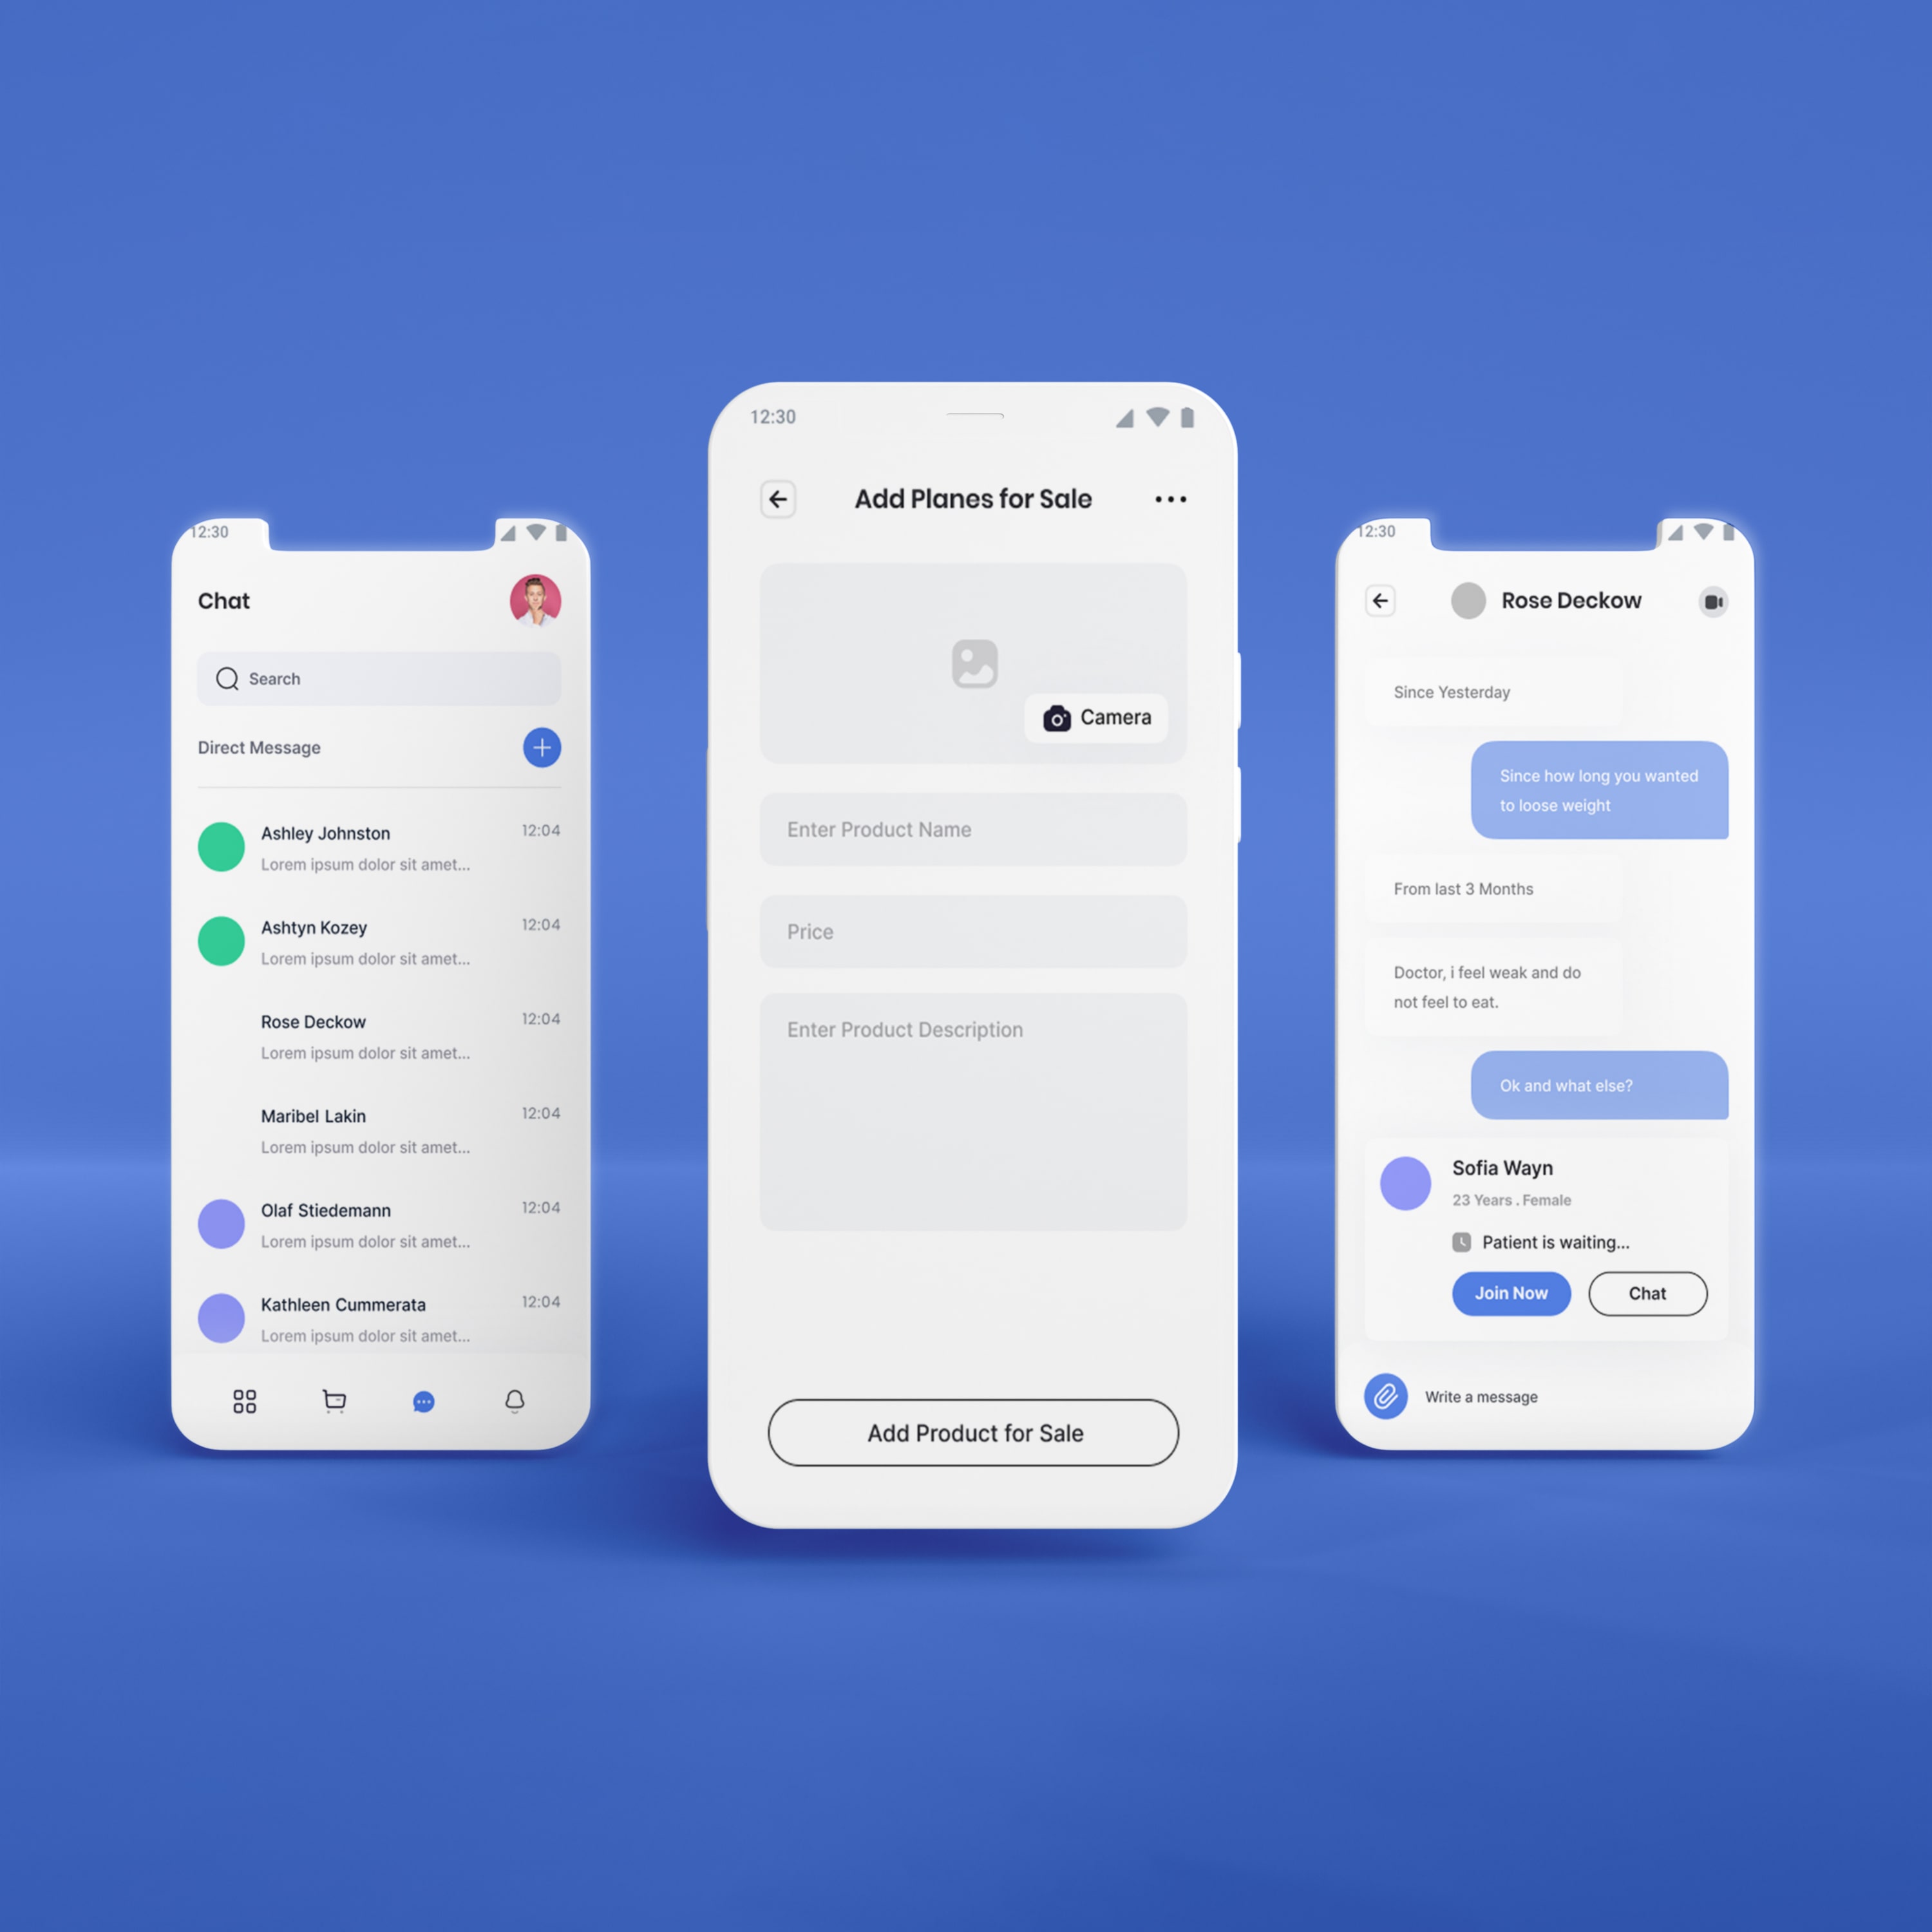 12:30
Chat
Search
Direct Message
Ashley Johnston
12:04
Lorem ipsum dolor sit amet...
Ashtyn Kozey
12:04
Lorem ipsum dolor sit amet...
Rose Deckow
12:04
Lorem ipsum dolor sit amet...
Maribel Lakin
12:04
Lorem ipsum dolor sit amet...
Olaf Stiedemann
12:04
Lorem ipsum dolor sit amet...
Kathleen Cummerata
12:04
Lorem ipsum dolor sit amet...
12:30
Add Planes for Sale
Camera
Enter Product Name
Price
Enter Product Description
Add Product for Sale
12:30
Rose Deckow
Since Yesterday
Since how long you wanted
to loose weight
From last 3 Months
Doctor, i feel weak and do
not feel to eat.
Ok and what else?
Sofia Wayn
23 Years . Female
Patient is waiting...
Join Now
Chat
Write a message